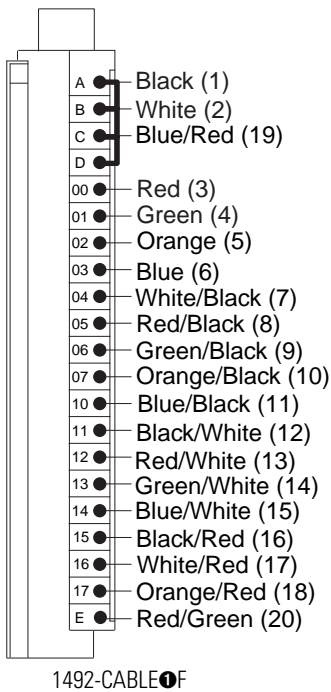 A Black (1)
B White (2)
C Blue/Red (19)
D
00 Red (3)
01 Green (4)
02 Orange (5)
03 Blue (6)
04 White/Black (7)
05 Red/Black (8)
06 Green/Black (9)
07 Orange/Black (10)
10 Blue/Black (11)
11 Black/White (12)
12 Red/White (13)
13 Green/White (14)
14 Blue/White (15)
15 Black/Red (16)
16 White/Red (17)
17 Orange/Red (18)
E Red/Green (20)
1492-CABLE❶F